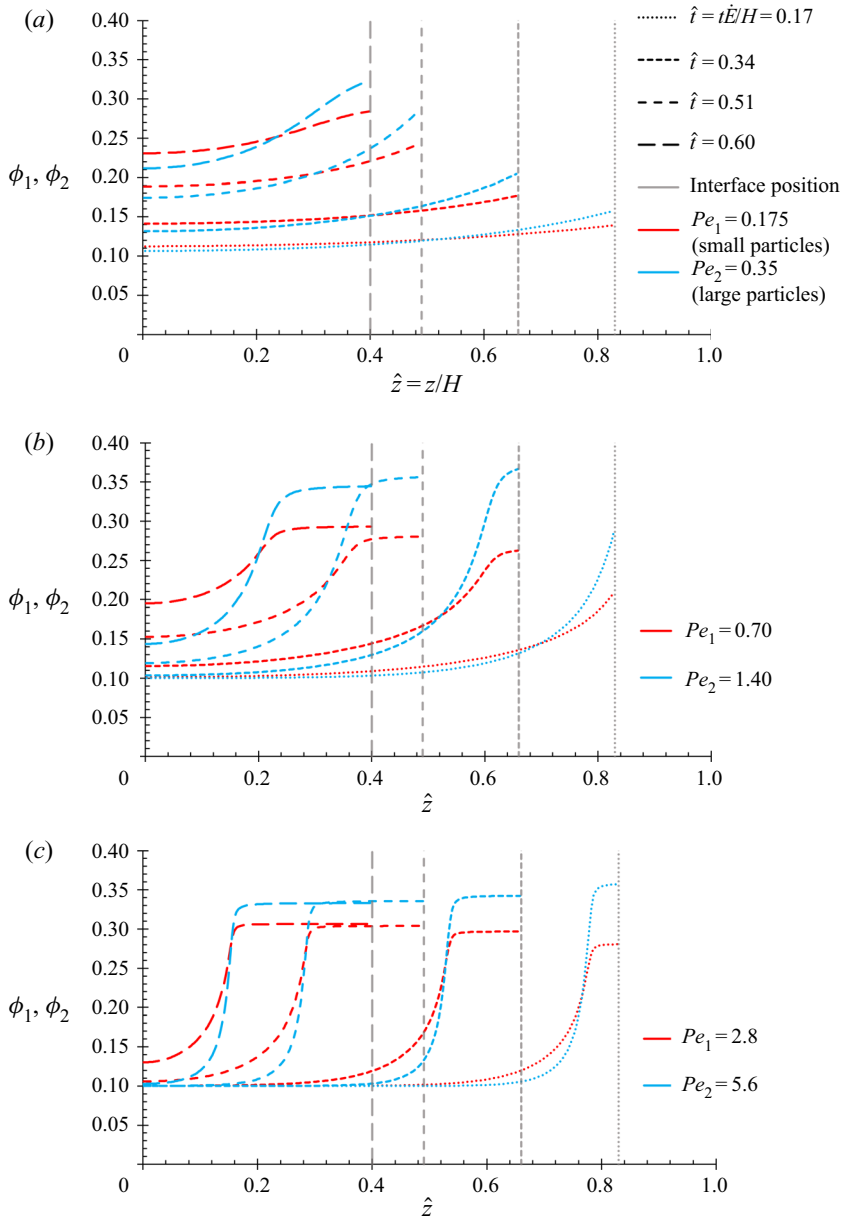 (a)
0.40
0.35
0.30
0.25
ϕ₁, ϕ₂
0.20
0.15
0.10
0.05
0
0.2
0.4
0.6
0.8
1.0
ẑ = z/H
t̂ = tĖ/H = 0.17
t̂ = 0.34
t̂ = 0.51
t̂ = 0.60
Interface position
Pe₁ = 0.175
(small particles)
Pe₂ = 0.35
(large particles)
(b)
0.40
0.35
0.30
0.25
ϕ₁, ϕ₂
0.20
0.15
0.10
0.05
0
0.2
0.4
0.6
0.8
1.0
ẑ
Pe₁ = 0.70
Pe₂ = 1.40
(c)
0.40
0.35
0.30
0.25
ϕ₁, ϕ₂
0.20
0.15
0.10
0.05
0
0.2
0.4
0.6
0.8
1.0
ẑ
Pe₁ = 2.8
Pe₂ = 5.6